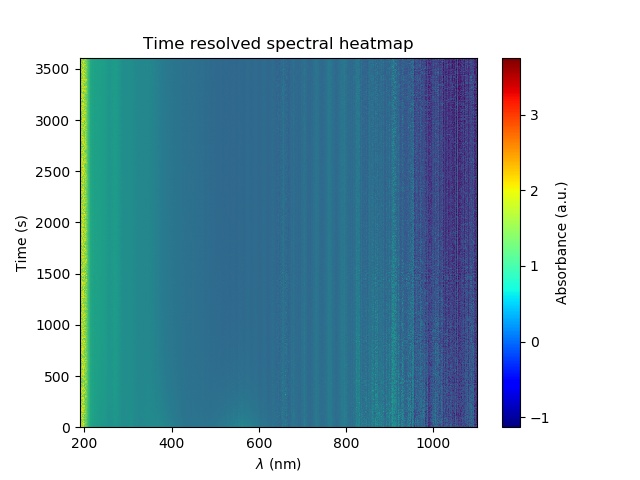 Time resolved spectral heatmap
3500
3000
2500
2000
1500
1000
500
0
Time (s)
200 400 600 800 1000
λ (nm)
3
2
1
0
−1
Absorbance (a.u.)